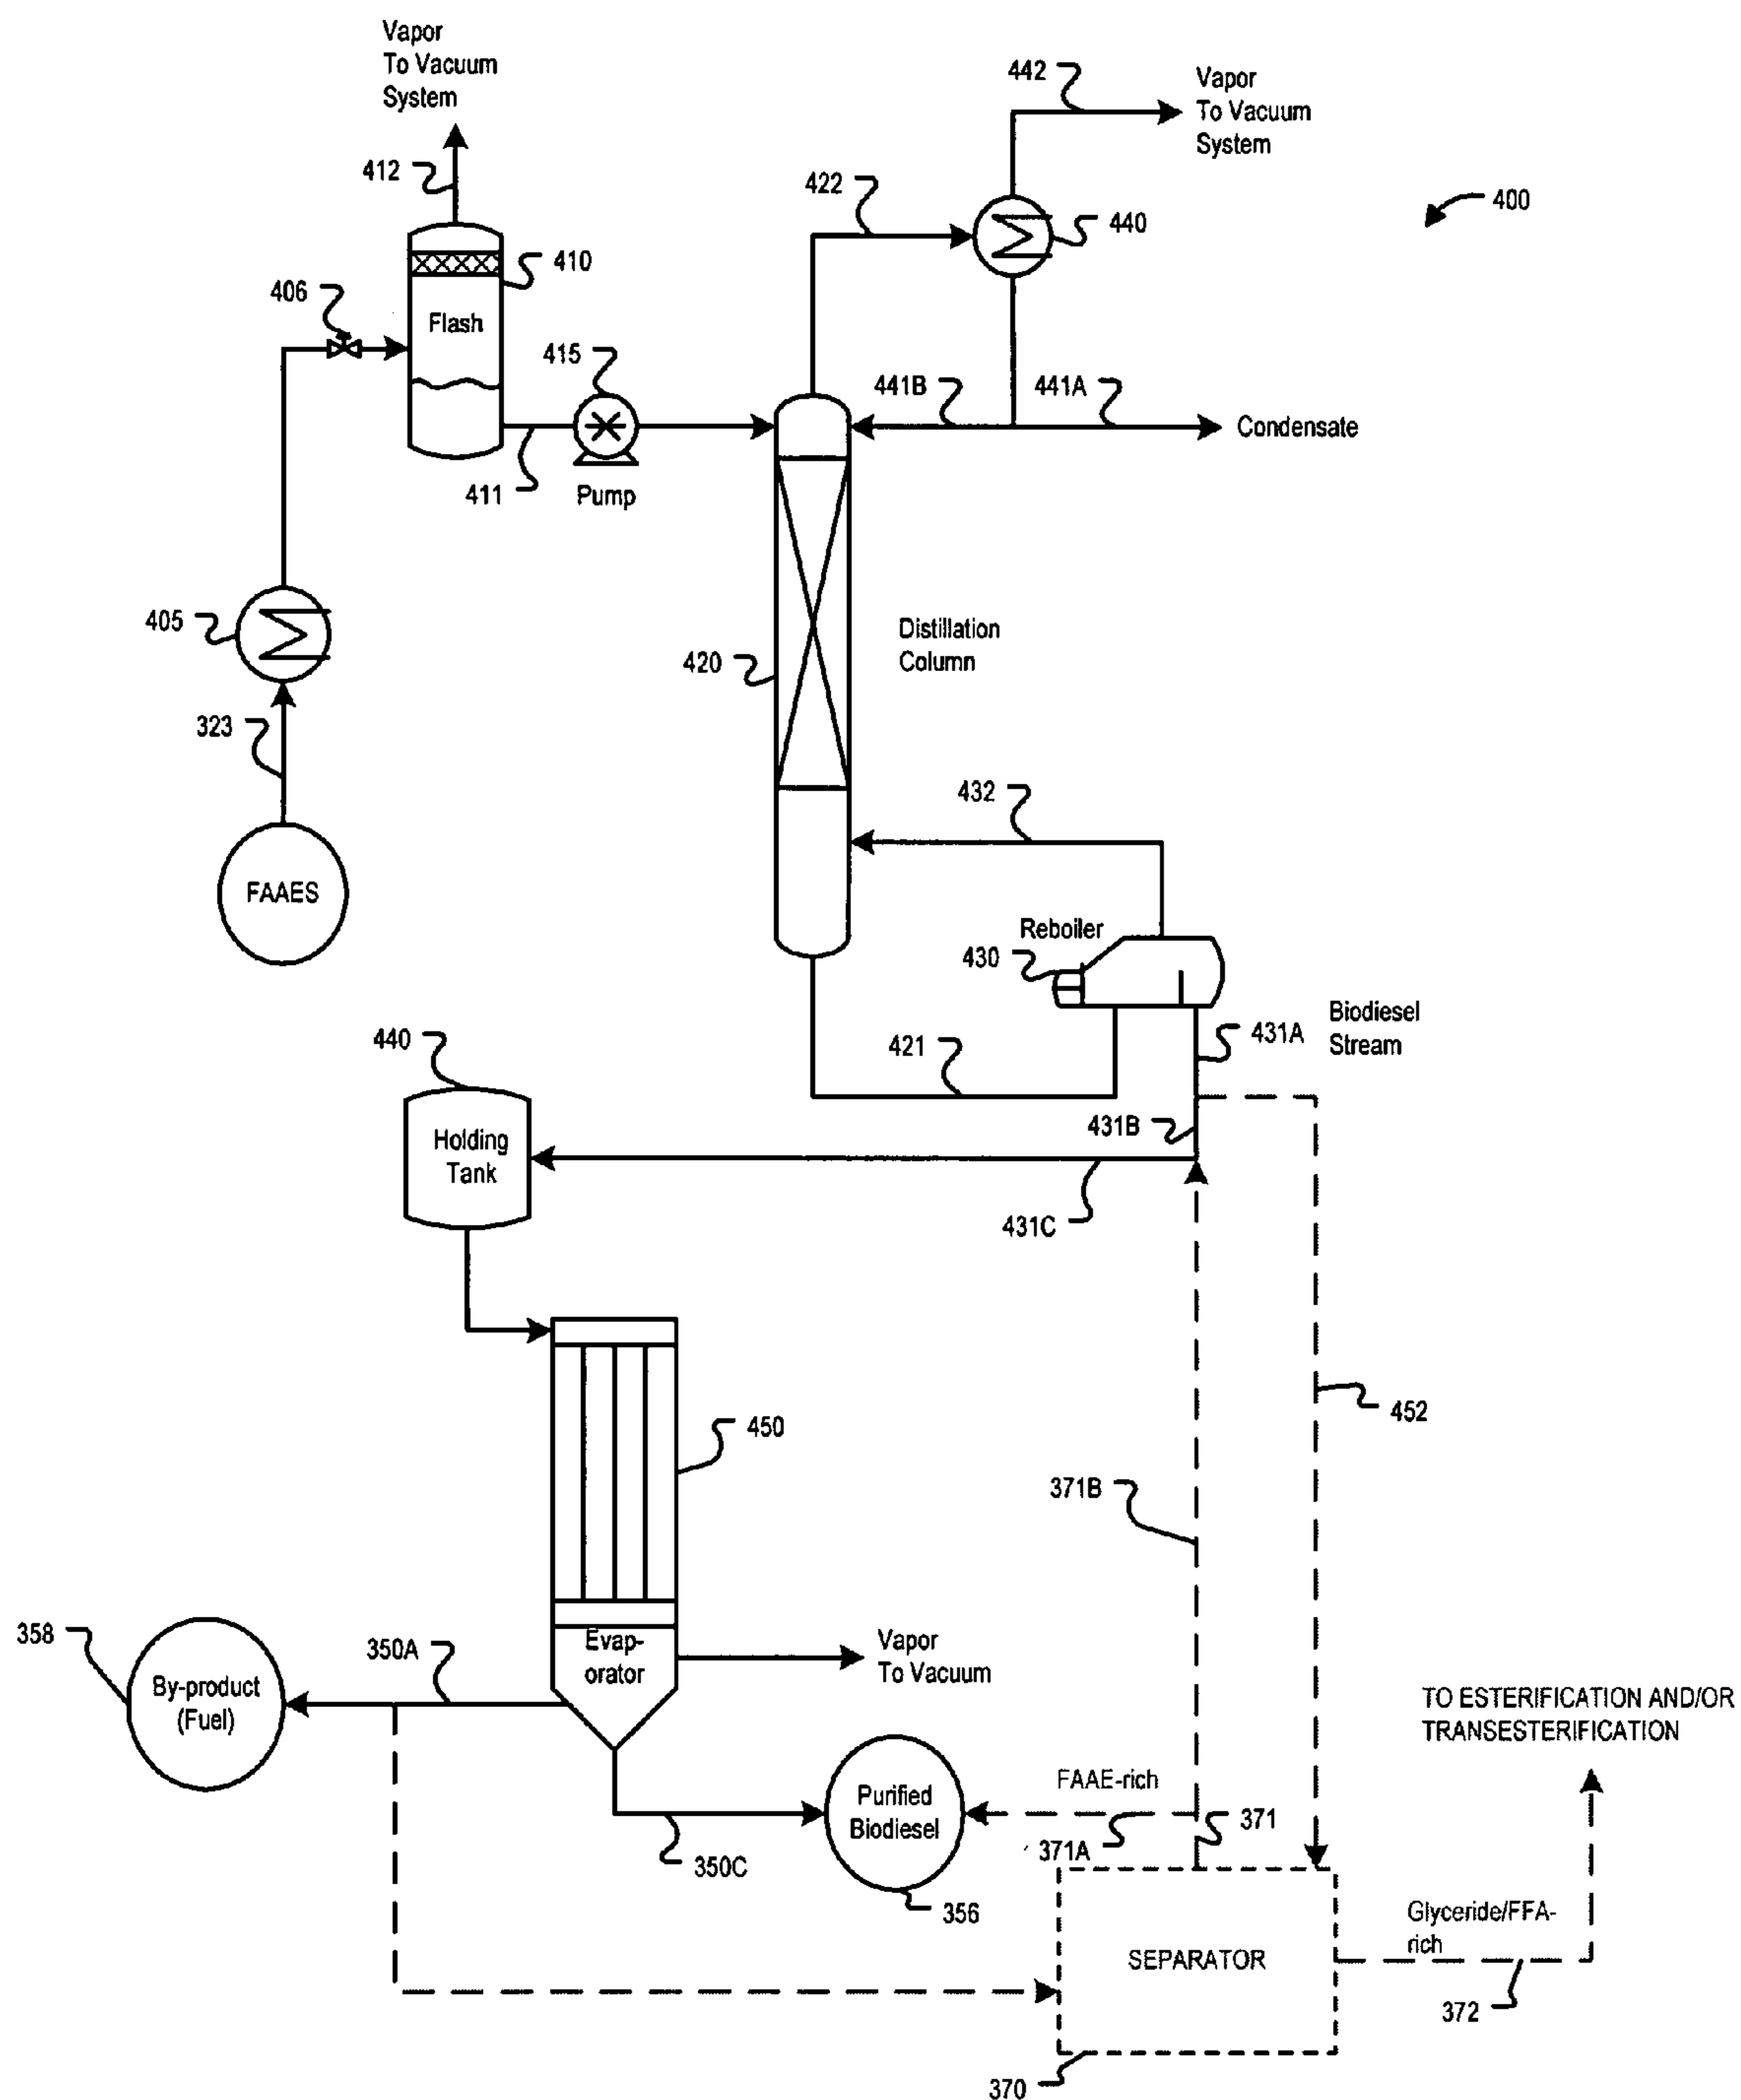 Vapor
To Vacuum
System
442
Vapor
To Vacuum
System
412
422
400
440
410
406
Flash
415
441B
441A
Condensate
411
Pump
405
Distillation
Column
420
323
432
FAAES
Reboiler
430
Biodiesel
Stream
431A
440
421
431B
Holding
Tank
431C
450
452
371B
358
350A
Evap-
orator
Vapor
To Vacuum
By-product
(Fuel)
TO ESTERIFICATION AND/OR
TRANSESTERIFICATION
FAAE-rich
Purified
Biodiesel
371
371A
350C
356
Glyceride/FFA-
rich
SEPARATOR
372
370